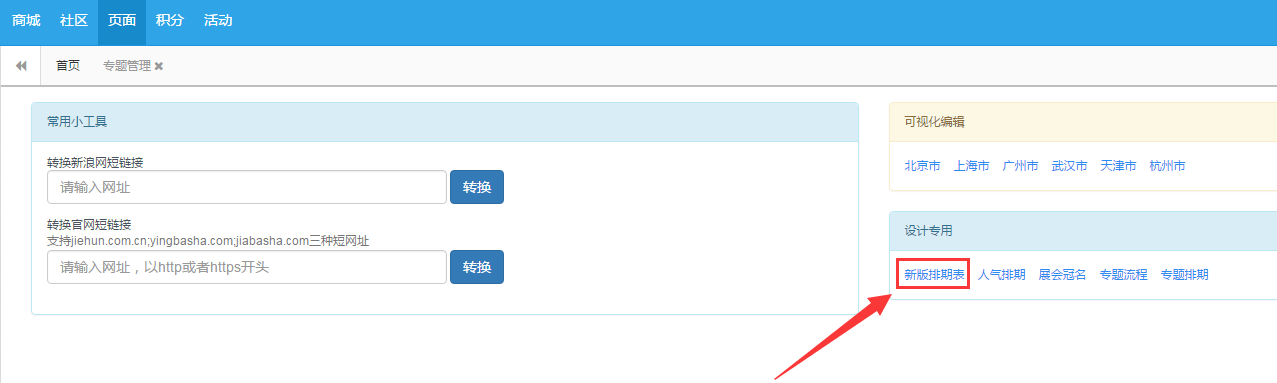 商城 社区 页面 积分 活动
首页 专题管理
常用小工具
转换新浪网短链接
请输入网址 转换
转换官网短链接
支持jiehun.com.cn;yingbasha.com;jiabasha.com三种短网址
请输入网址，以http或者https开头 转换
可视化编辑
北京市 上海市 广州市 武汉市 天津市 杭州市
设计专用
新版排期表 人气排期 展会冠名 专题流程 专题排期